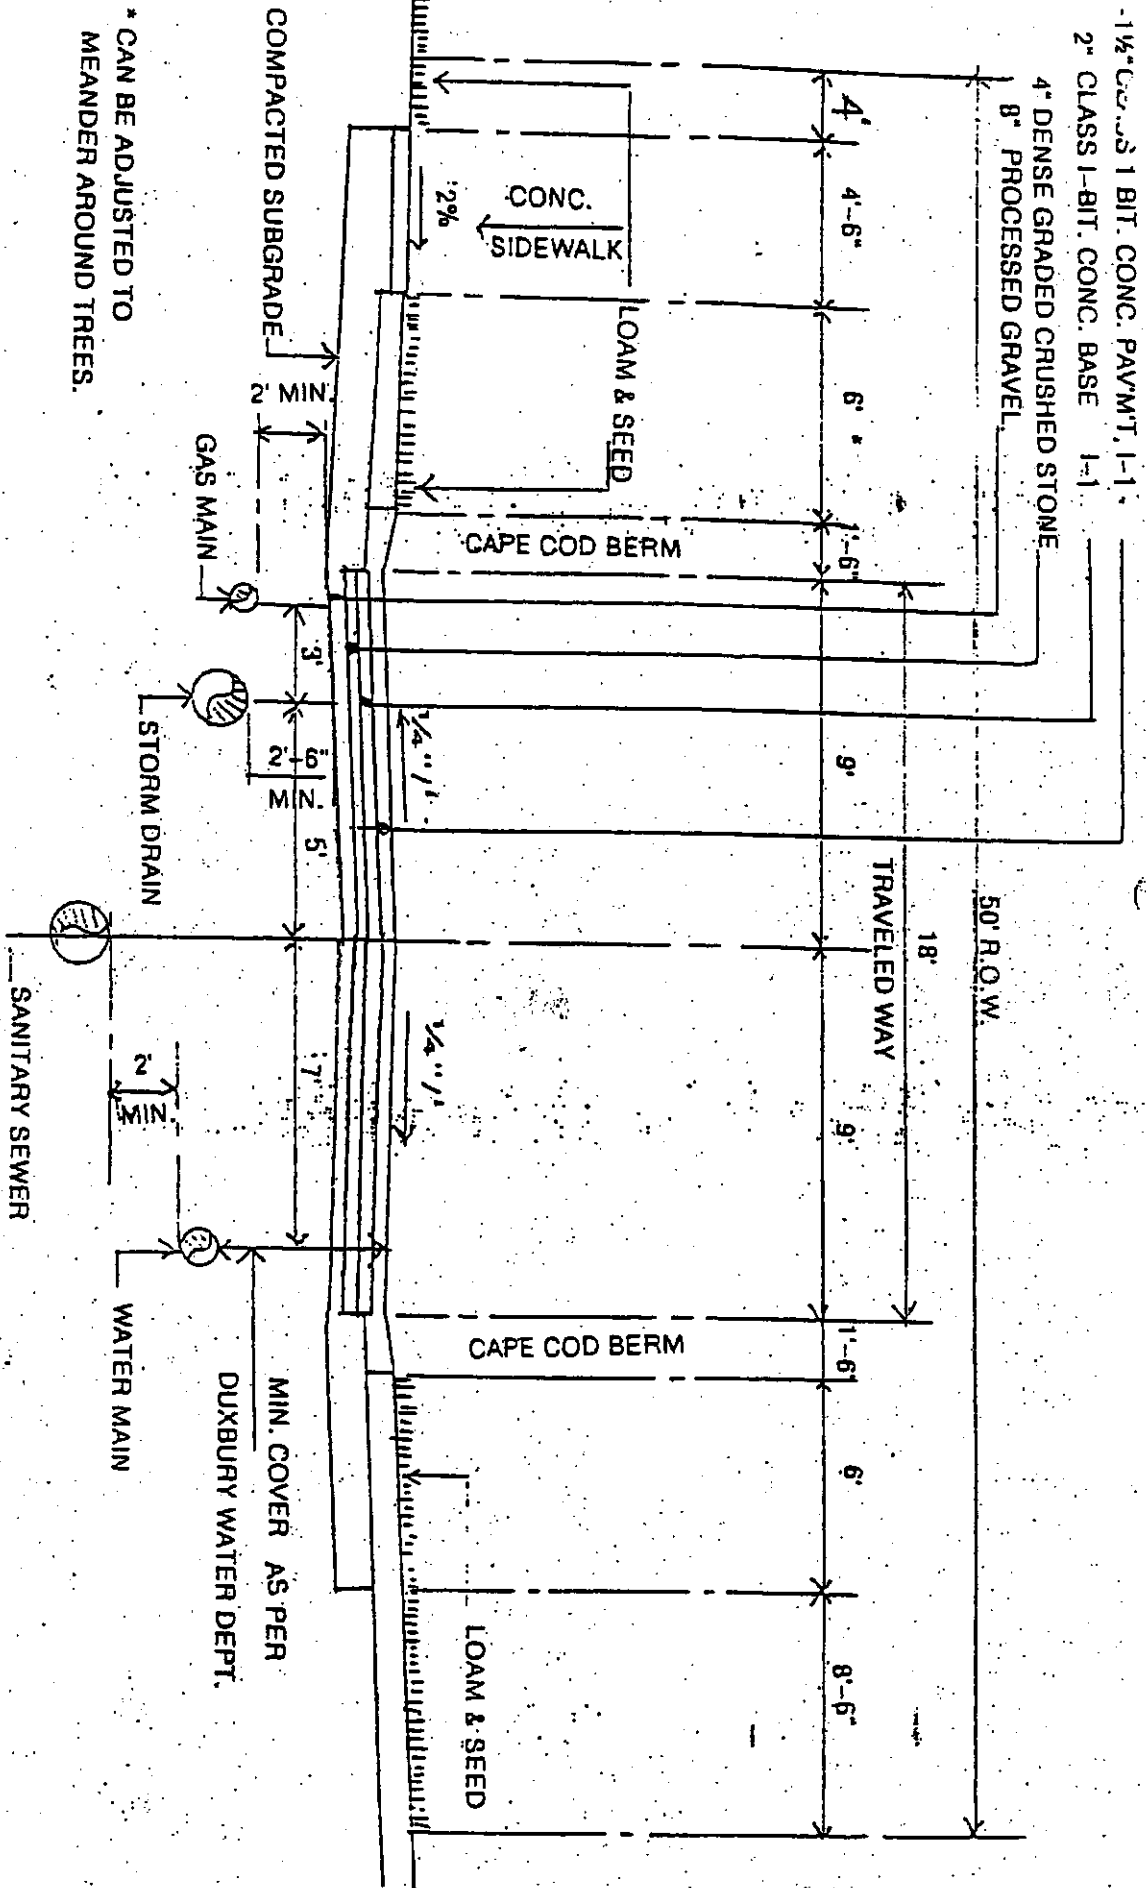 1½" 1 BIT. CONC. PAV'M'T, I-1
2" CLASS I-BIT. CONC. BASE I-1
4" DENSE GRADED CRUSHED STONE
8" PROCESSED GRAVEL
50' R.O.W.
18'
TRAVELED WAY
4'
4'-6"
6' *
1'-6"
9'
9'
1'-6"
6'
8'-6"
LOAM & SEED
CONC.
SIDEWALK
CAPE COD BERM
CAPE COD BERM
LOAM & SEED
2%
¼"/'
¼"/'
COMPACTED SUBGRADE
2' MIN.
3'
2'-6"
MIN.
5'
7'
MIN. COVER AS PER
DUXBURY WATER DEPT.
GAS MAIN
STORM DRAIN
2'
MIN.
WATER MAIN
SANITARY SEWER
* CAN BE ADJUSTED TO
MEANDER AROUND TREES.